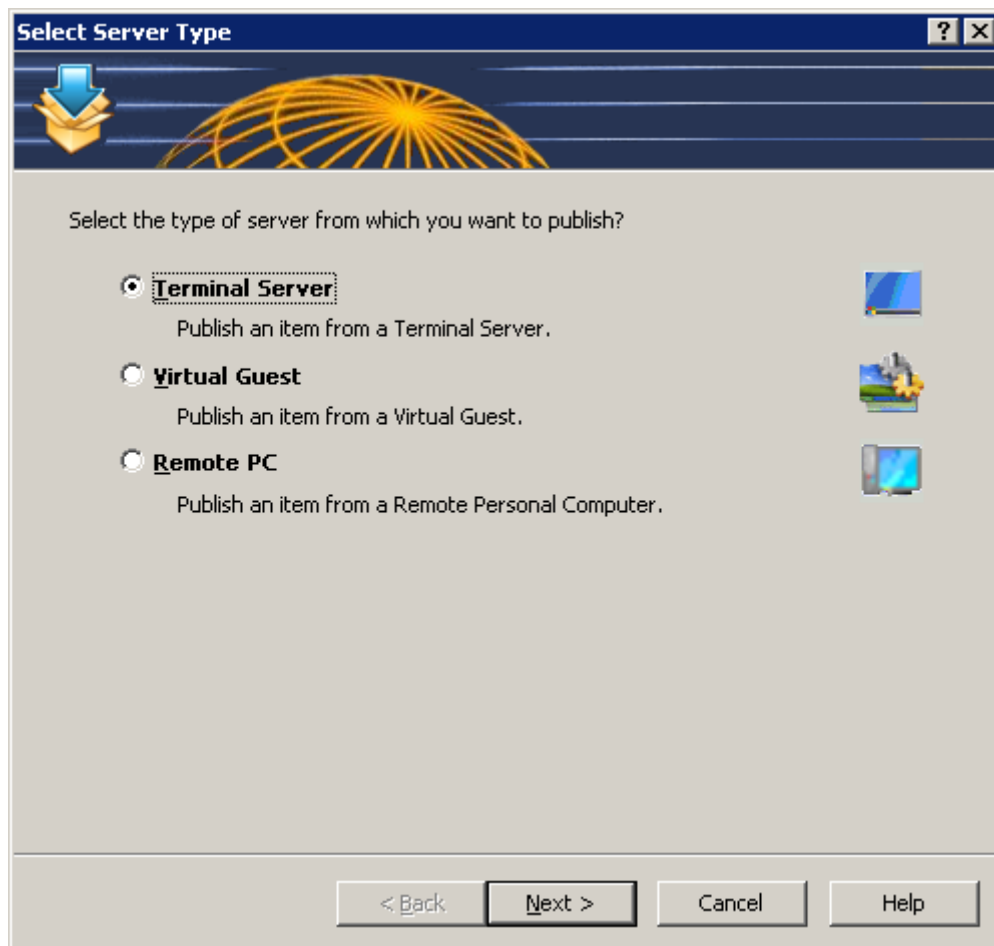 Select Server Type
Select the type of server from which you want to publish?
Terminal Server
Publish an item from a Terminal Server.
Virtual Guest
Publish an item from a Virtual Guest.
Remote PC
Publish an item from a Remote Personal Computer.
< Back Next > Cancel Help